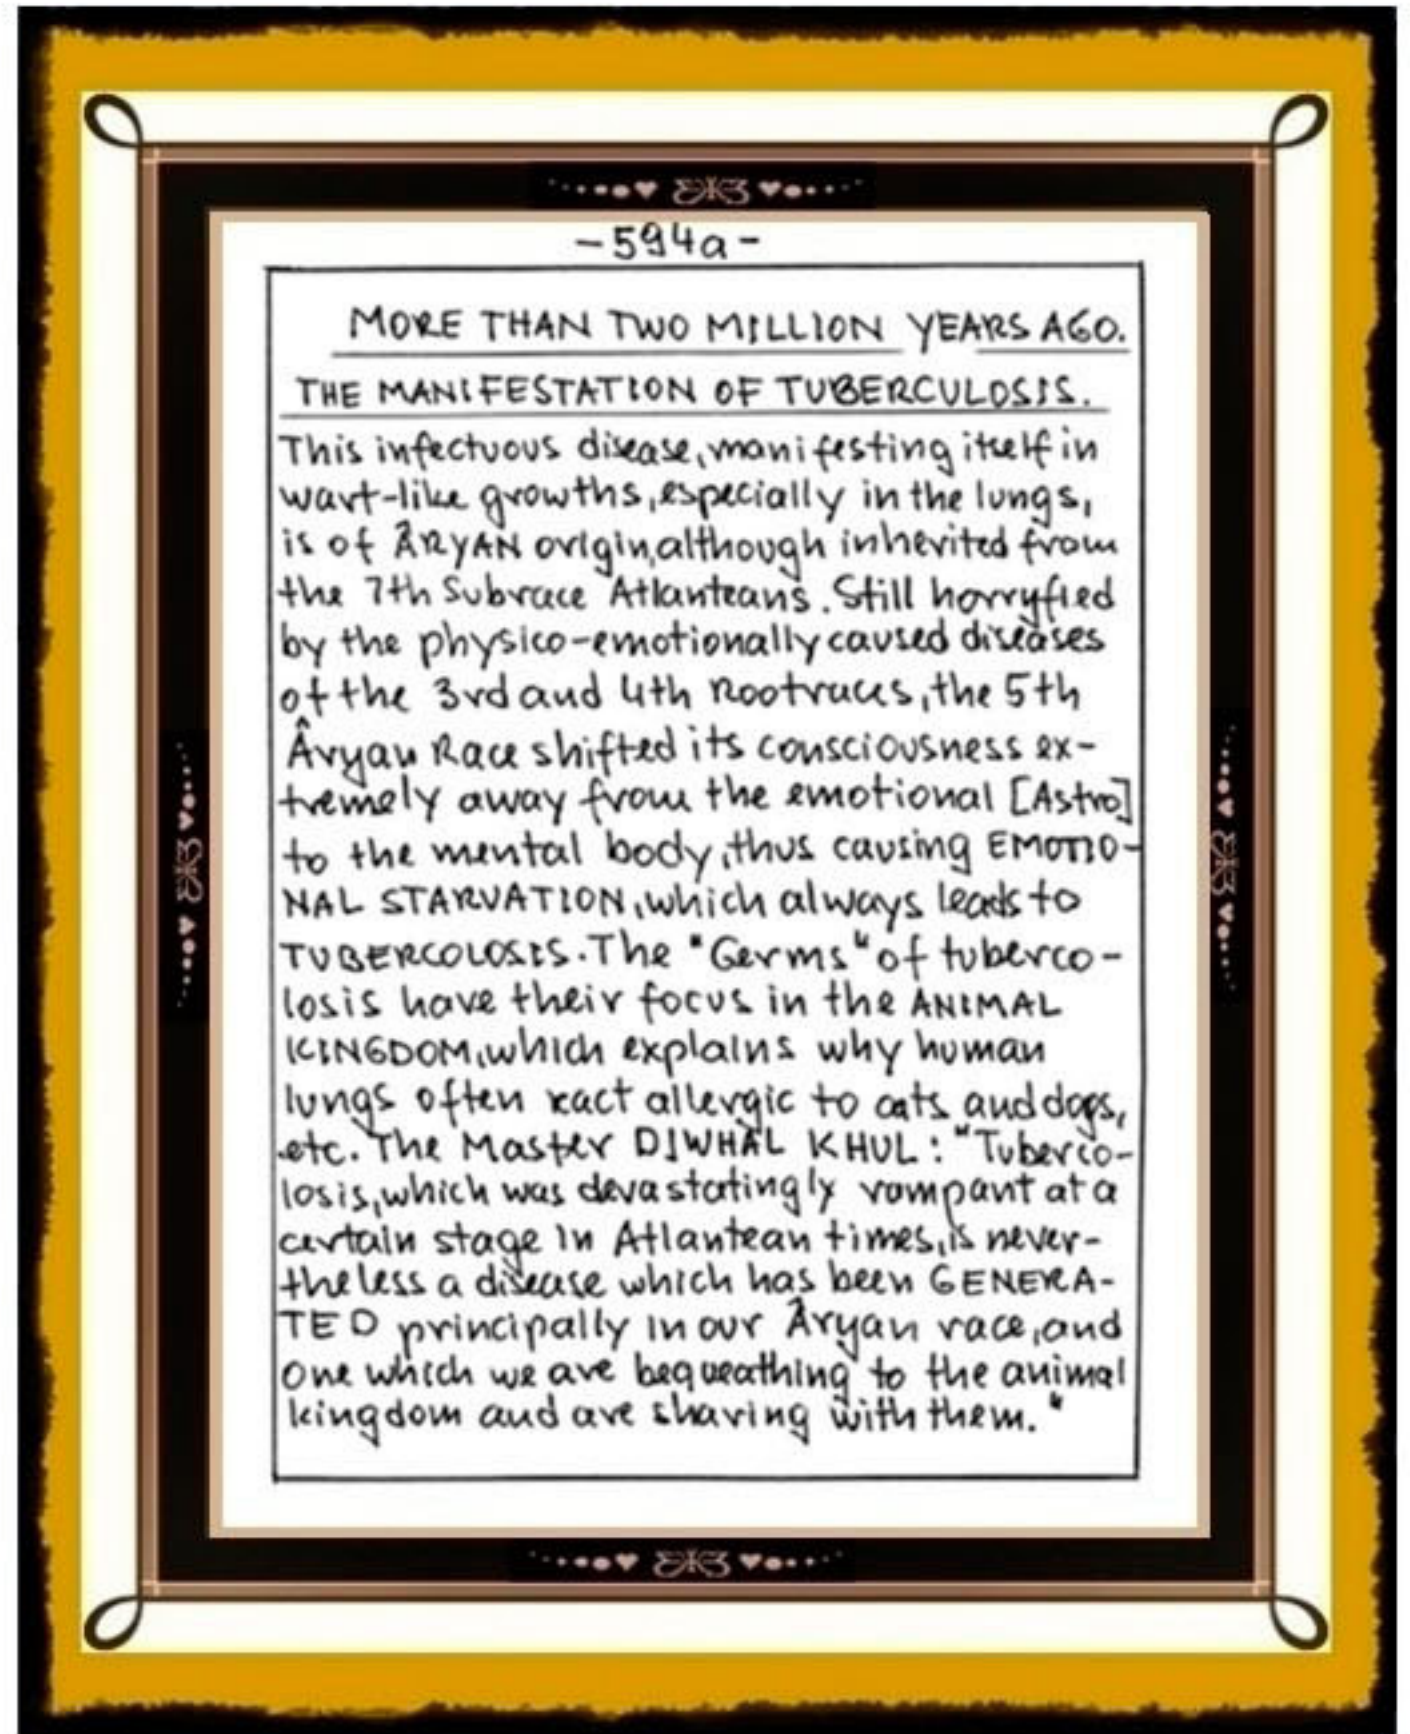 -594a-
MORE THAN TWO MILLION YEARS AGO.
THE MANIFESTATION OF TUBERCULOSIS.
This infectuous disease, manifesting itself in
wart-like growths, especially in the lungs,
is of ÂRYAN origin, although inherited from
the 7th Subrace Atlanteans. Still horryfied
by the physico-emotionally caused diseases
of the 3rd and 4th Rootraces, the 5th
Âryan Race shifted its consciousness ex-
tremely away from the emotional [Astro]
to the mental body, thus causing EMOTIO-
NAL STARVATION, which always leads to
TUBERCOLOSIS. The "Germs" of tuberco-
losis have their focus in the ANIMAL
KINGDOM, which explains why human
lungs often react allergic to cats and dogs,
etc. The Master DJWHAL KHUL: "Tuberco-
losis, which was devastatingly rampant at a
certain stage in Atlantean times, is never-
theless a disease which has been GENERA-
TED principally in our Âryan race, and
one which we are bequeathing to the animal
kingdom and are sharing with them."